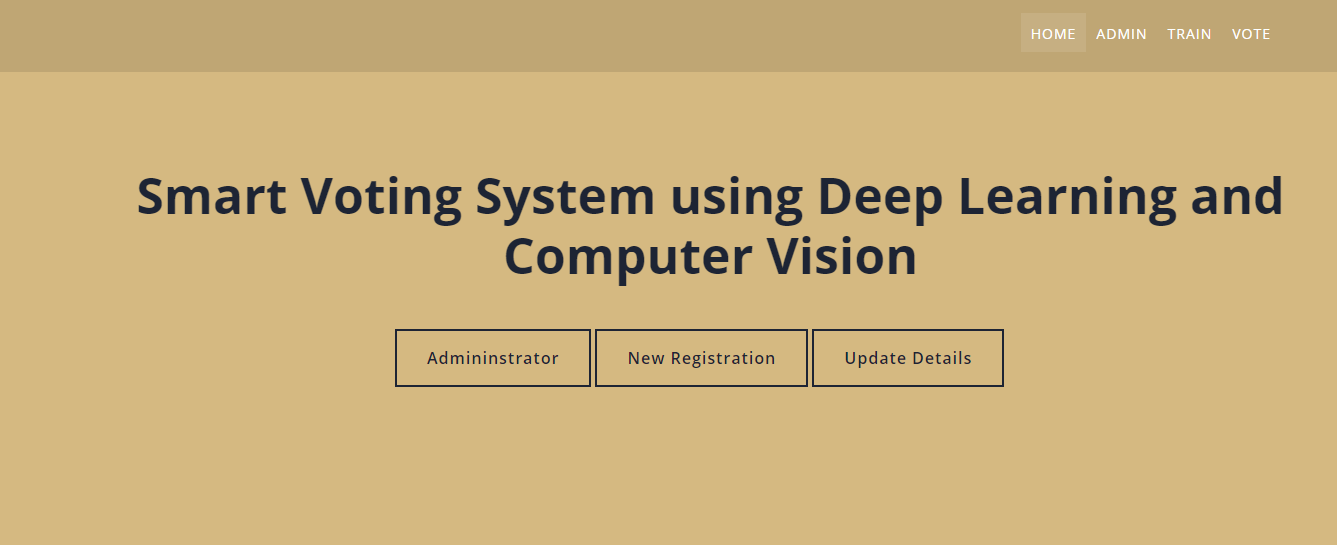 HOME ADMIN TRAIN VOTE
Smart Voting System using Deep Learning and
Computer Vision
Admininstrator New Registration Update Details